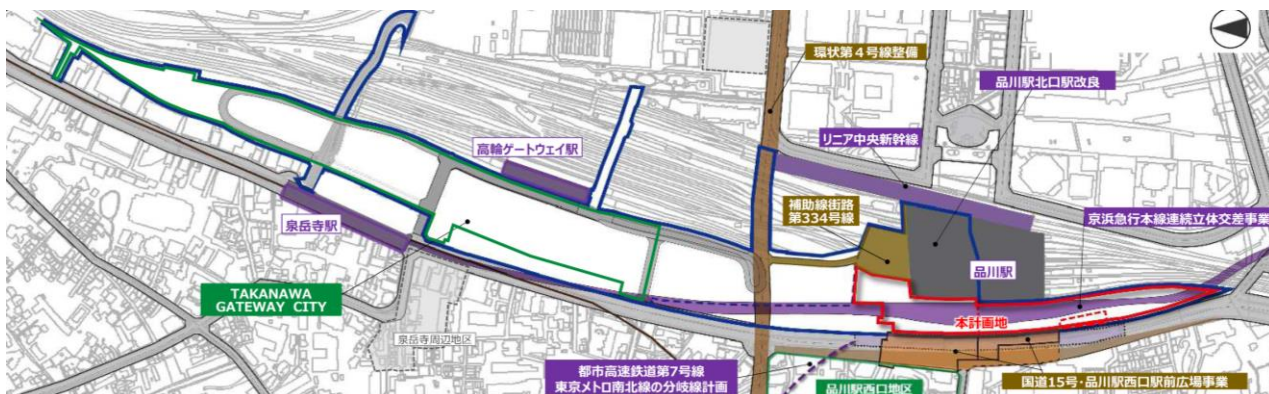 環状第４号線整備
品川駅北口駅改良
リニア中央新幹線
高輪ゲートウェイ駅
補助線街路
第334号線
京浜急行本線連続立体交差事業
泉岳寺駅
品川駅
TAKANAWA
GATEWAY CITY
本計画地
泉岳寺周辺地区
都市高速鉄道第7号線
東京メトロ南北線の分岐線計画
品川駅西口地区
国道15号・品川駅西口駅前広場事業